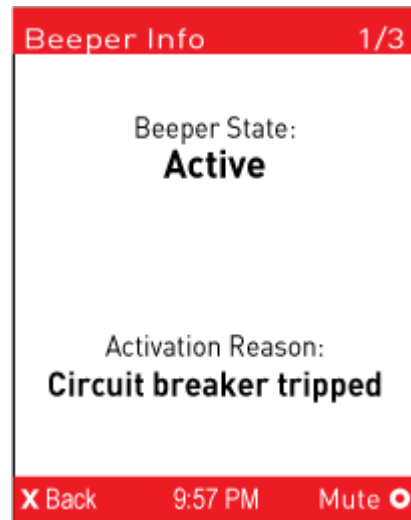 Beeper Info 1/3
Beeper State:
Active
Activation Reason:
Circuit breaker tripped
X Back 9:57 PM Mute O